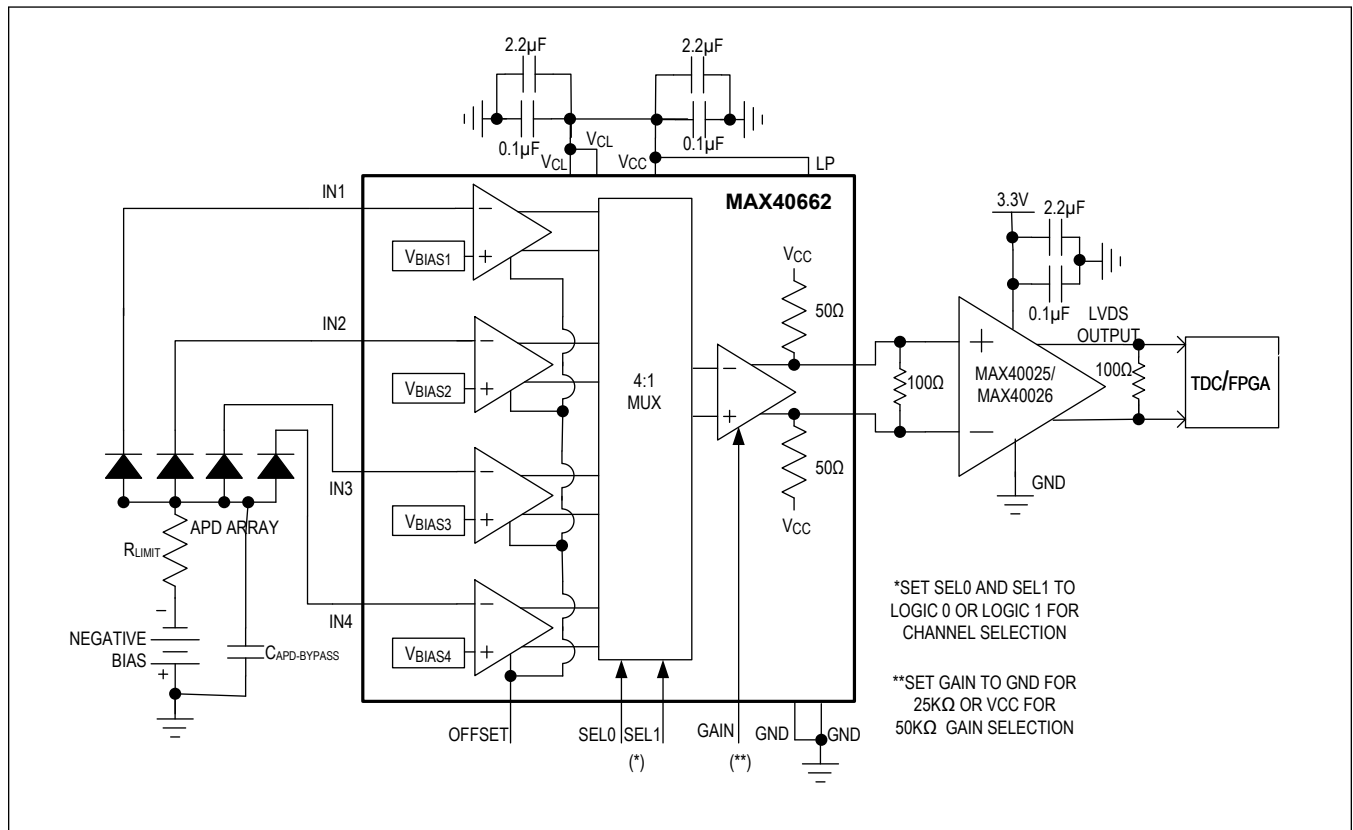 2.2µF
2.2µF
0.1µF
0.1µF
VCL
VCL
VCC
LP
IN1
MAX40662
3.3V
2.2µF
VBIAS1
VCC
50Ω
0.1µF
LVDS
OUTPUT
IN2
VBIAS2
4:1
MUX
100Ω
MAX40025/
MAX40026
100Ω
TDC/FPGA
IN3
50Ω
GND
APD ARRAY
VBIAS3
VCC
RLIMIT
IN4
NEGATIVE
BIAS
CAPD-BYPASS
VBIAS4
*SET SEL0 AND SEL1 TO
LOGIC 0 OR LOGIC 1 FOR
CHANNEL SELECTION
**SET GAIN TO GND FOR
25KΩ OR VCC FOR
50KΩ GAIN SELECTION
OFFSET
SEL0 SEL1
(*)
GAIN
(**)
GND
GND